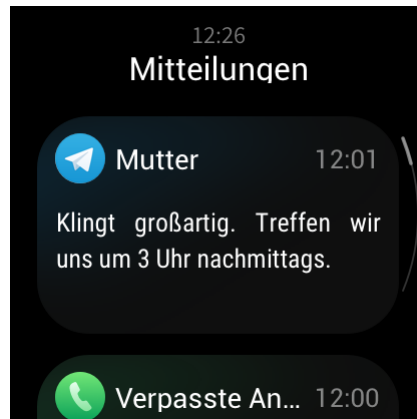 12:26
Mitteilungen
Mutter 12:01
Klingt großartig. Treffen wir
uns um 3 Uhr nachmittags.
Verpasste An... 12:00